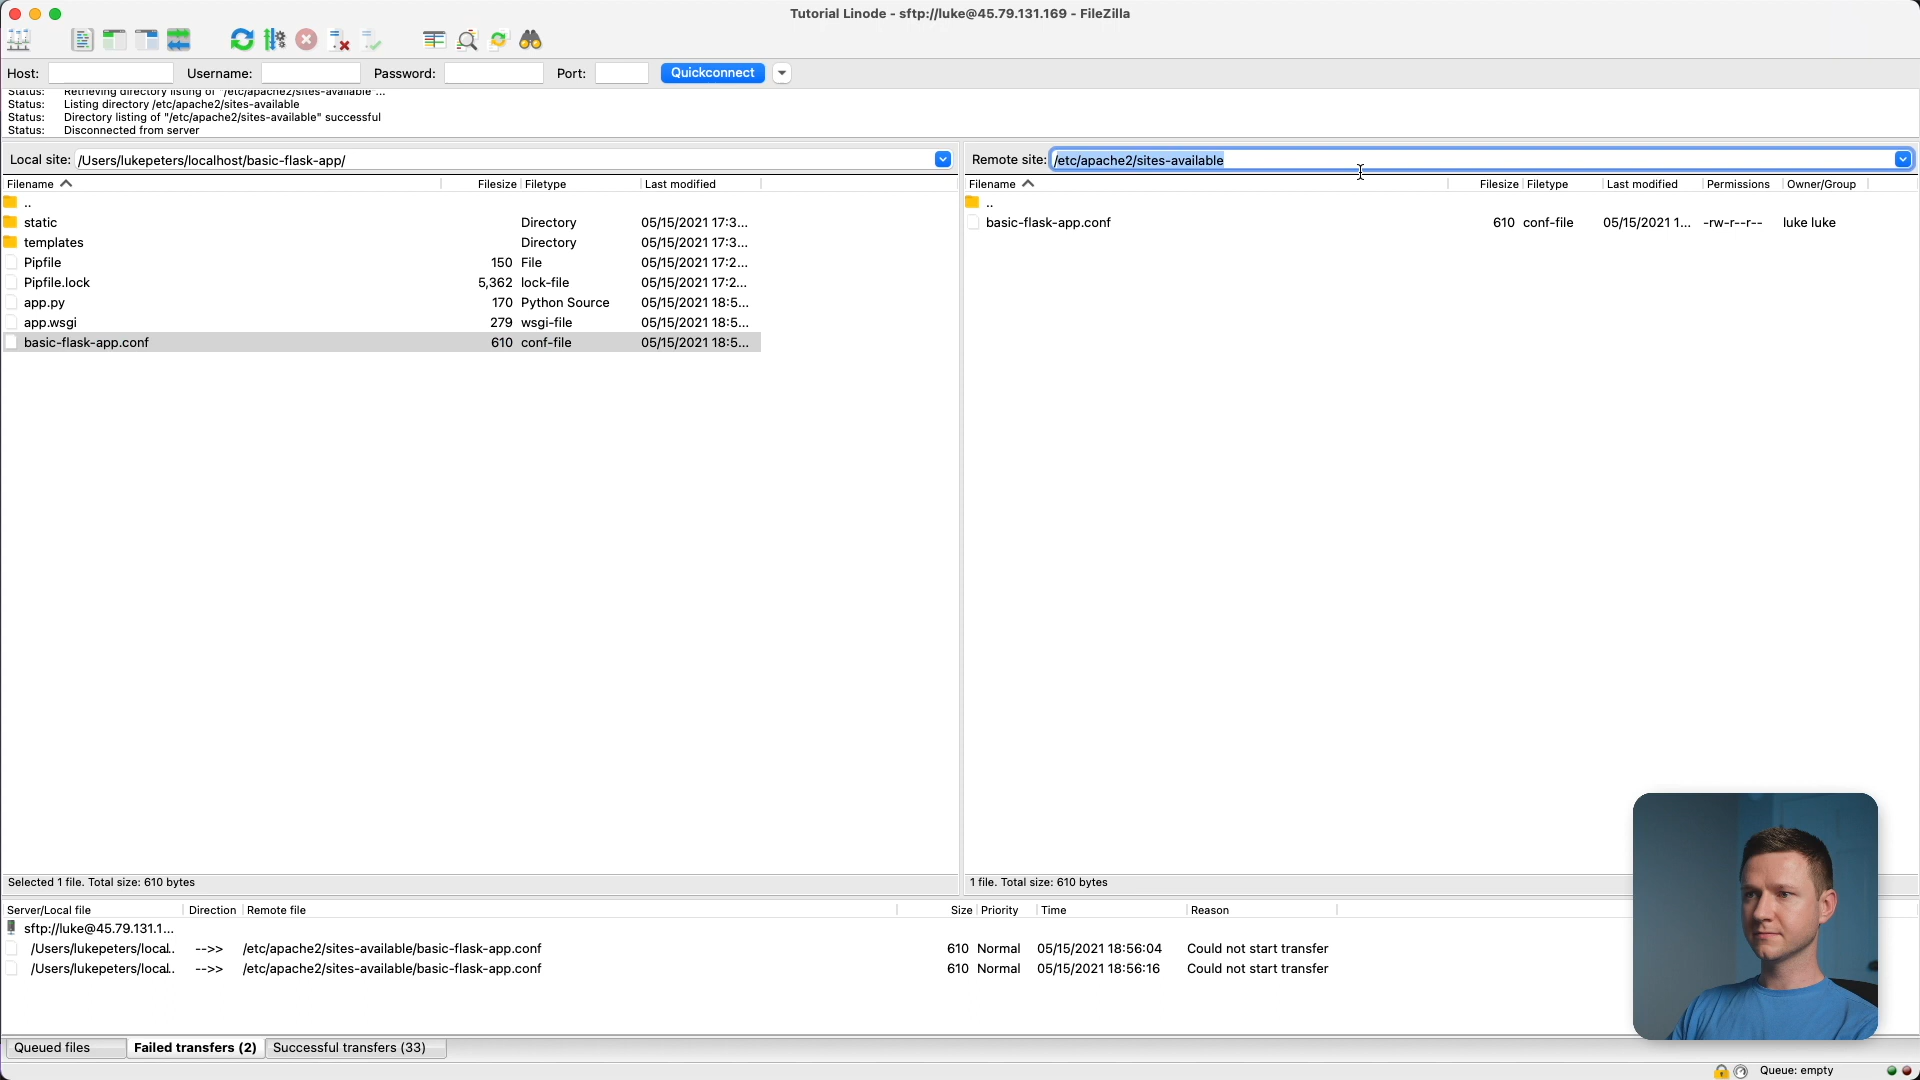 Tutorial Linode - sftp://luke@45.79.131.169 - FileZilla
Host: Username: Password: Port: Quickconnect
Status: Retrieving directory listing of "/etc/apache2/sites-available"...
Status: Listing directory /etc/apache2/sites-available
Status: Directory listing of "/etc/apache2/sites-available" successful
Status: Disconnected from server
Local site: /Users/lukepeters/localhost/basic-flask-app/
Filename Filesize Filetype Last modified
..
static Directory 05/15/2021 17:3...
templates Directory 05/15/2021 17:3...
Pipfile 150 File 05/15/2021 17:2...
Pipfile.lock 5,362 lock-file 05/15/2021 17:2...
app.py 170 Python Source 05/15/2021 18:5...
app.wsgi 279 wsgi-file 05/15/2021 18:5...
basic-flask-app.conf 610 conf-file 05/15/2021 18:5...
Selected 1 file. Total size: 610 bytes
Remote site: /etc/apache2/sites-available
Filename Filesize Filetype Last modified Permissions Owner/Group
..
basic-flask-app.conf 610 conf-file 05/15/2021 1... -rw-r--r-- luke luke
1 file. Total size: 610 bytes
Server/Local file Direction Remote file Size Priority Time Reason
sftp://luke@45.79.131.1...
/Users/lukepeters/local.. -->> /etc/apache2/sites-available/basic-flask-app.conf 610 Normal 05/15/2021 18:56:04 Could not start transfer
/Users/lukepeters/local.. -->> /etc/apache2/sites-available/basic-flask-app.conf 610 Normal 05/15/2021 18:56:16 Could not start transfer
Queued files Failed transfers (2) Successful transfers (33)
Queue: empty